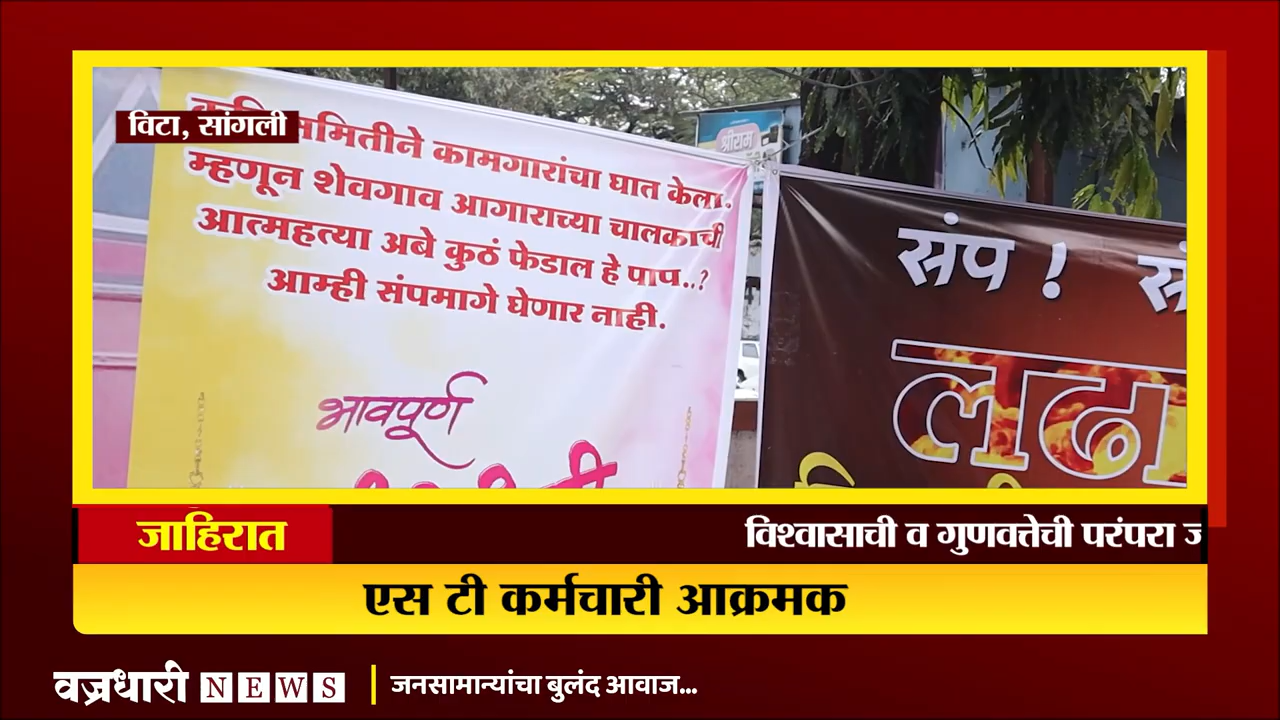 विटा, सांगली
समितीने कामगारांचा घात केला.
म्हणून शेवगाव आगाराच्या चालकाची
आत्महत्या अबे कुठं फेडाल हे पाप..?
आम्ही संपमागे घेणार नाही.
भावपूर्ण
श्रीराम
संप !
लढा
जाहिरात
विश्वासाची व गुणवत्तेची परंपरा
एस टी कर्मचारी आक्रमक
वज्रधारी NEWS
जनसामान्यांचा बुलंद आवाज...